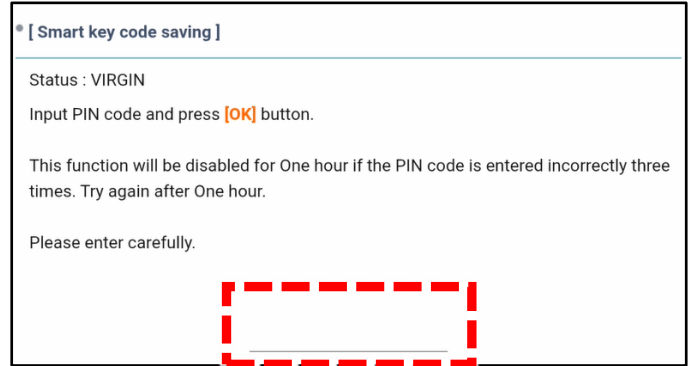 [ Smart key code saving ]
Status : VIRGIN
Input PIN code and press [OK] button.
This function will be disabled for One hour if the PIN code is entered incorrectly three
times. Try again after One hour.
Please enter carefully.